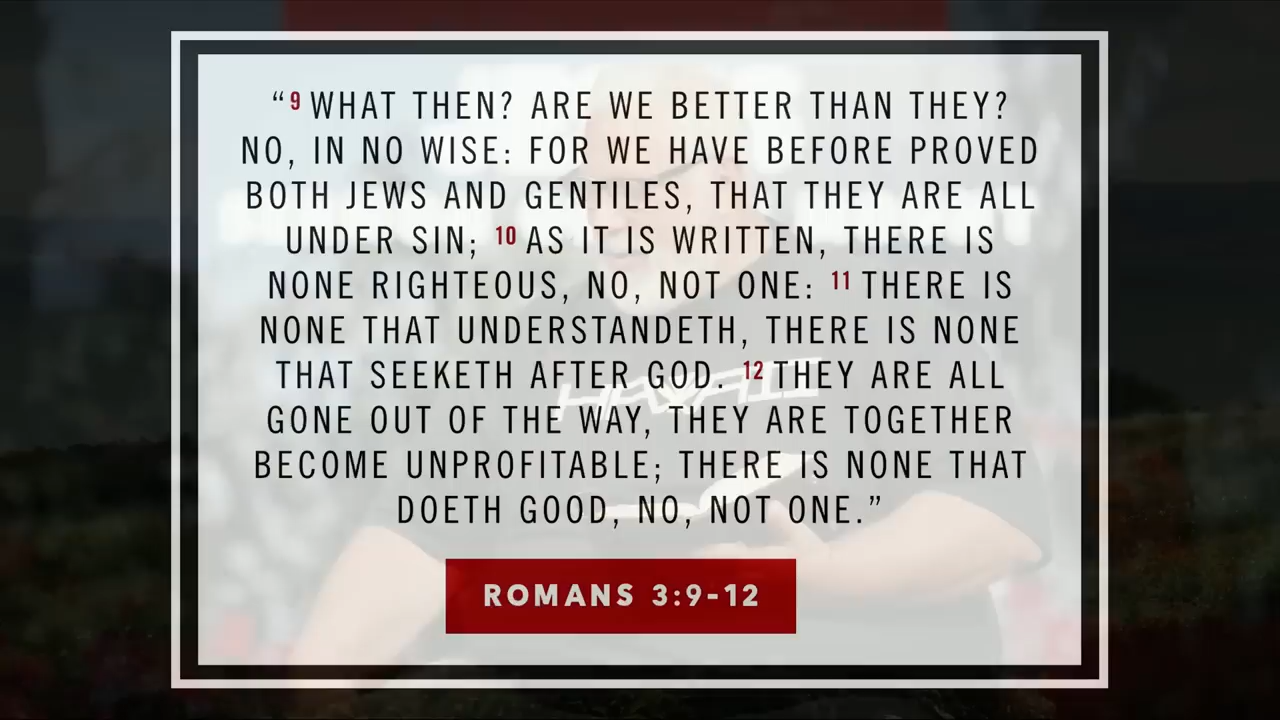 “9 WHAT THEN? ARE WE BETTER THAN THEY?
NO, IN NO WISE: FOR WE HAVE BEFORE PROVED
BOTH JEWS AND GENTILES, THAT THEY ARE ALL
UNDER SIN; 10 AS IT IS WRITTEN, THERE IS
NONE RIGHTEOUS, NO, NOT ONE: 11 THERE IS
NONE THAT UNDERSTANDETH, THERE IS NONE
THAT SEEKETH AFTER GOD. 12 THEY ARE ALL
GONE OUT OF THE WAY, THEY ARE TOGETHER
BECOME UNPROFITABLE; THERE IS NONE THAT
DOETH GOOD, NO, NOT ONE.”
ROMANS 3:9-12